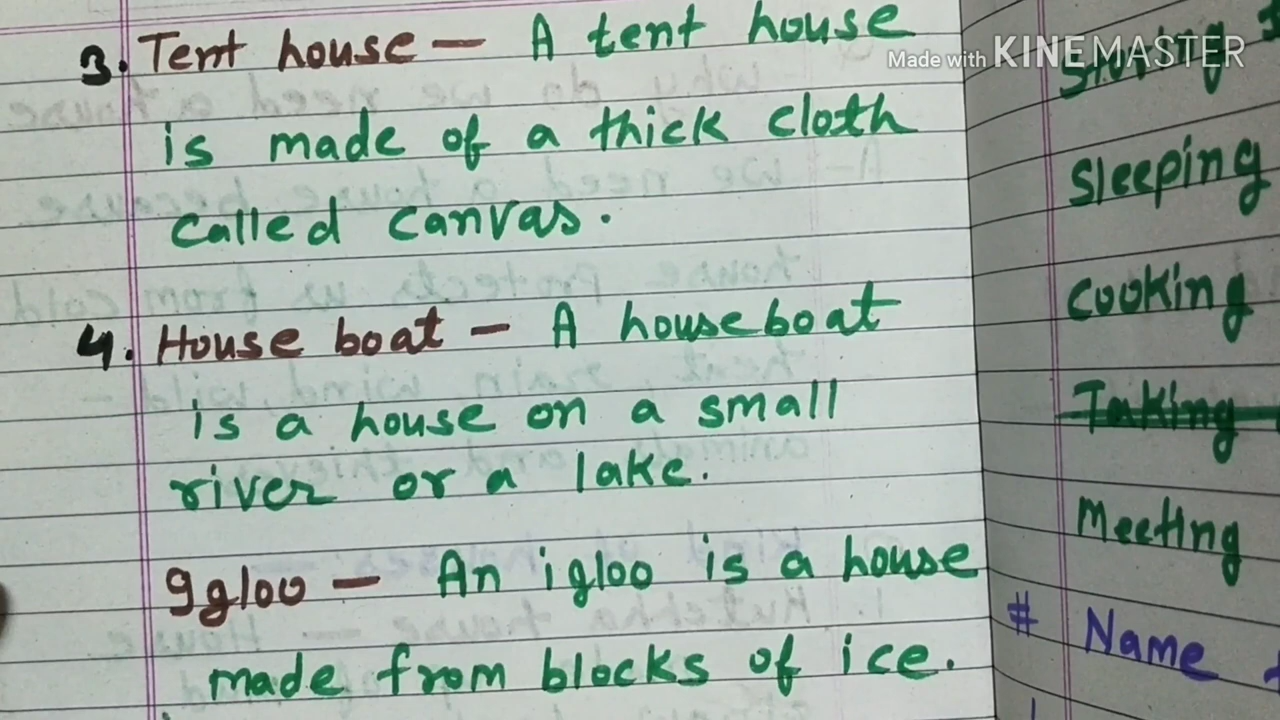 3. Tent house — A tent house
is made of a thick cloth
called canvas.
4. House boat — A houseboat
is a house on a small
river or a lake.
Igloo — An igloo is a house
made from blocks of ice.
Made with KINEMASTER
Sleeping
Cooking
Taking
Meeting
# Name